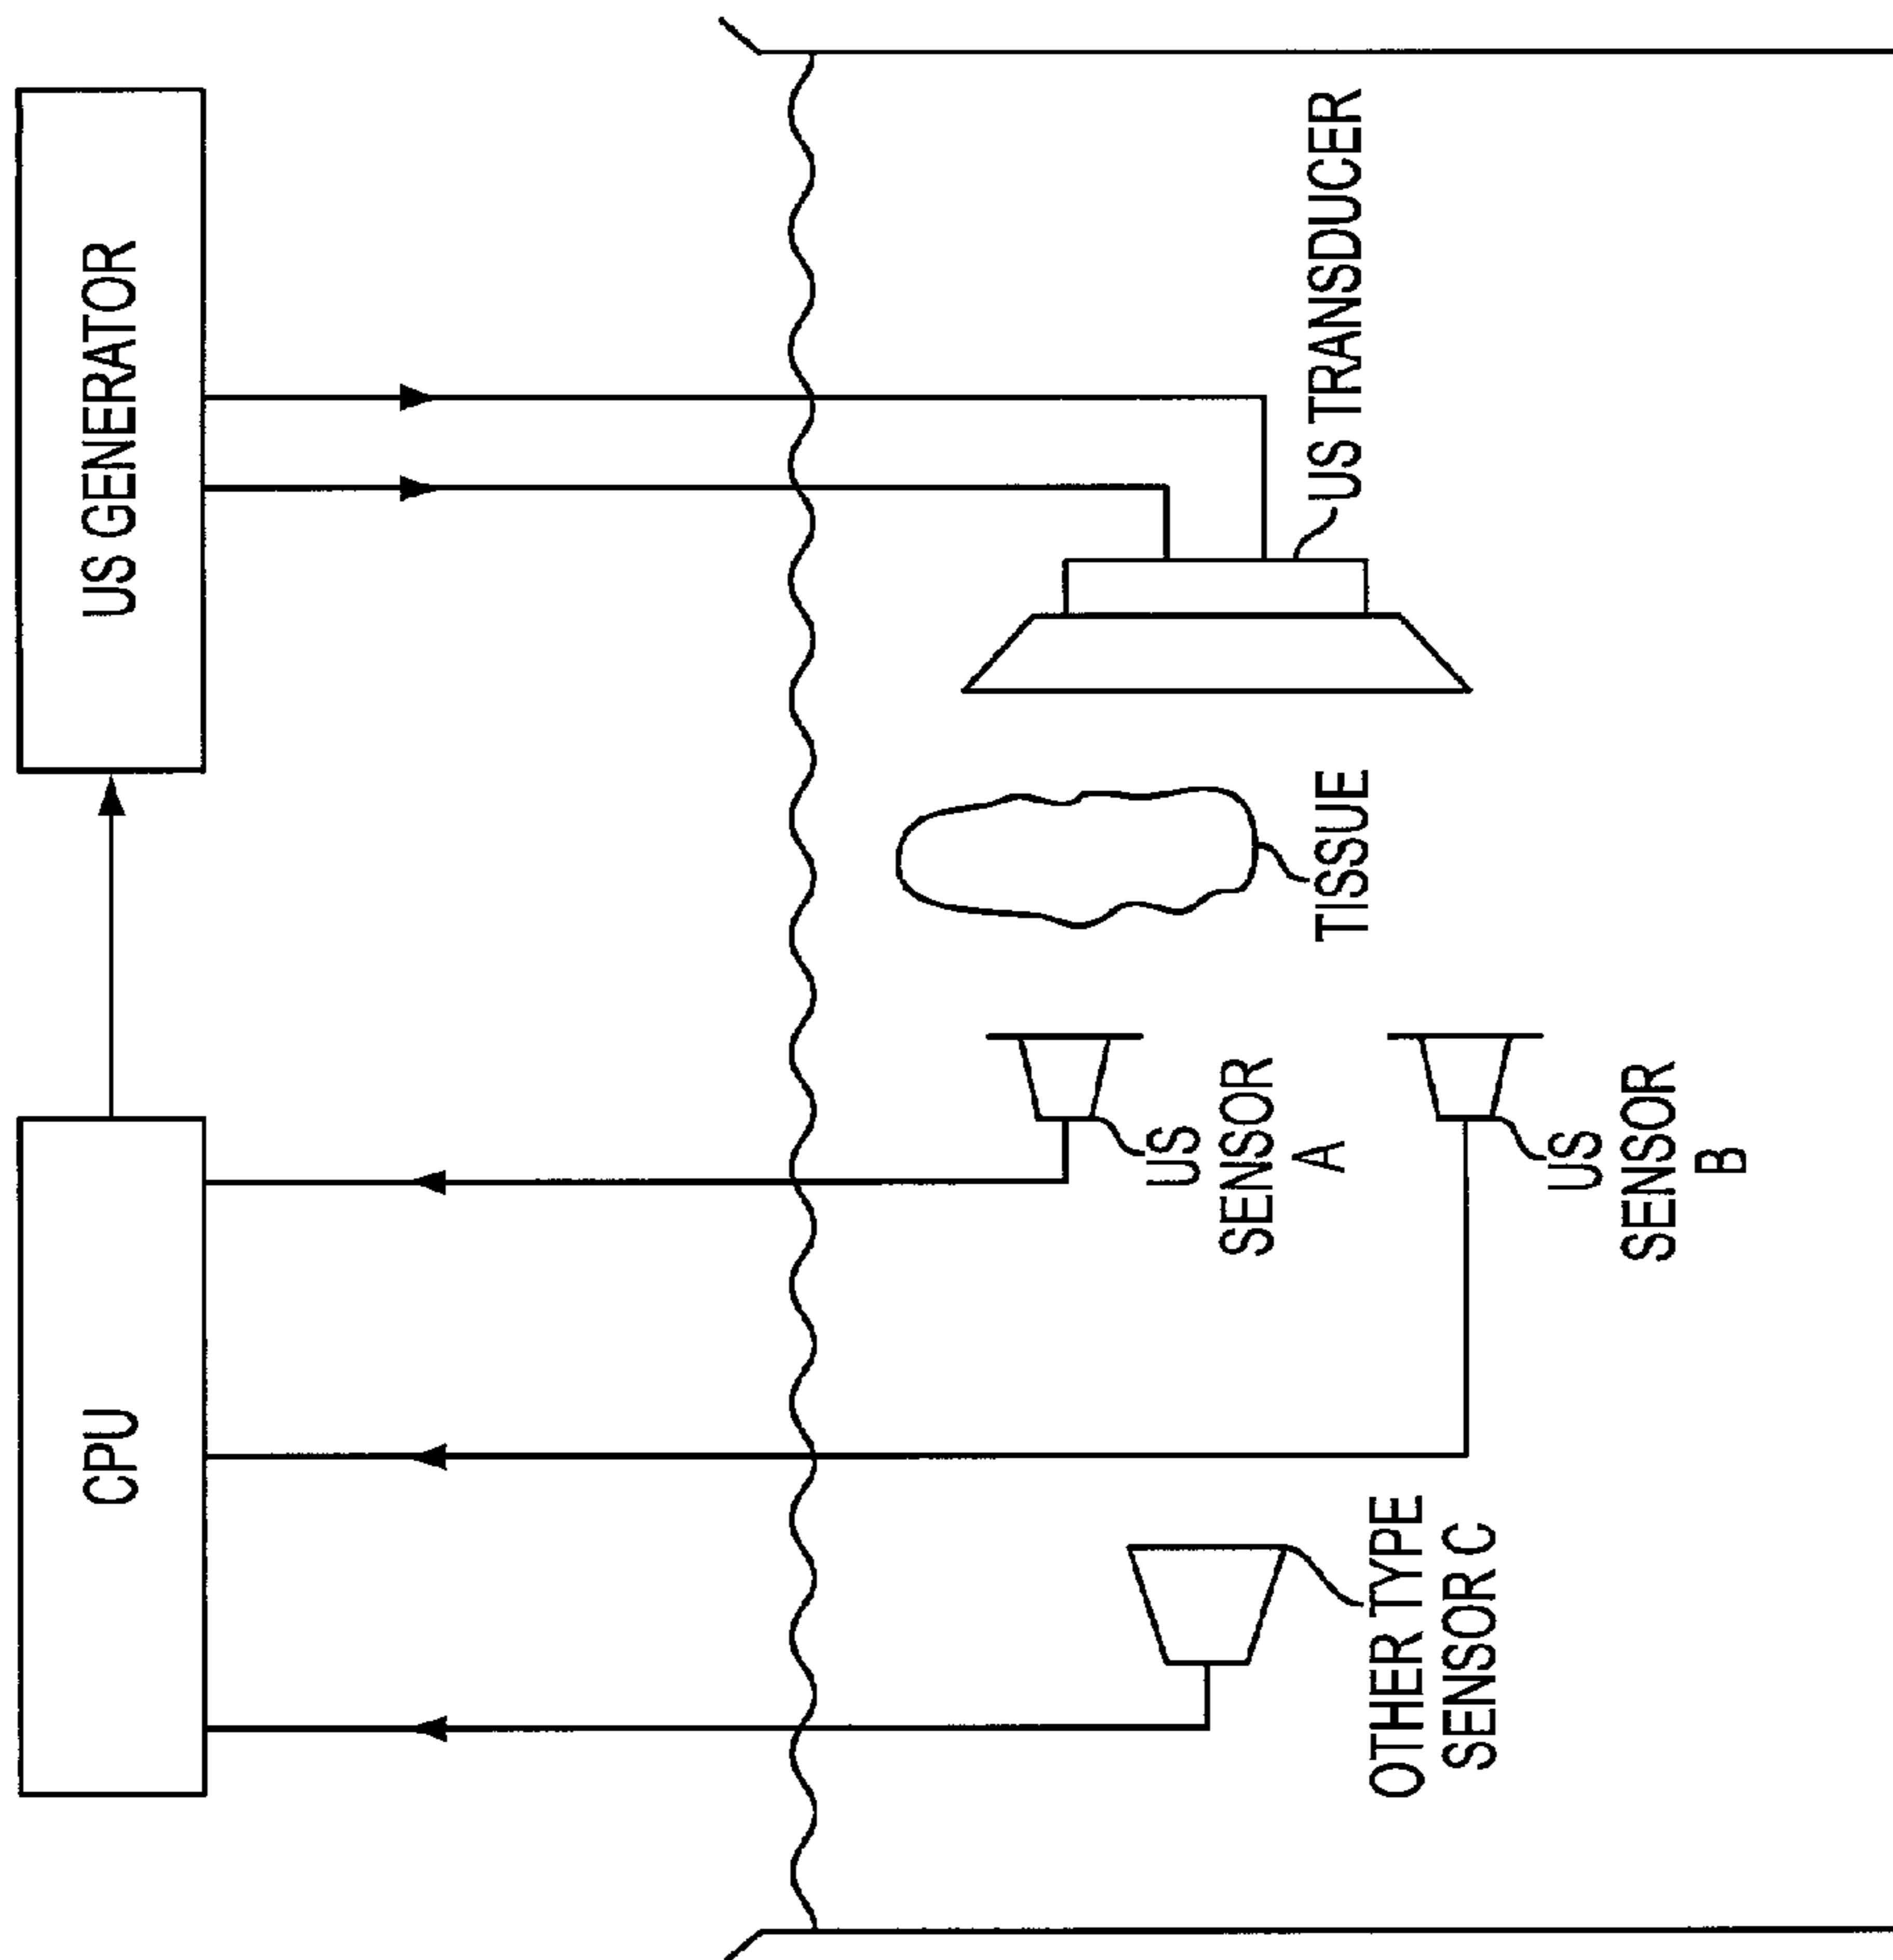 CPU
US GENERATOR
OTHER TYPE
SENSOR C
US
SENSOR
A
US
SENSOR
B
TISSUE
US TRANSDUCER